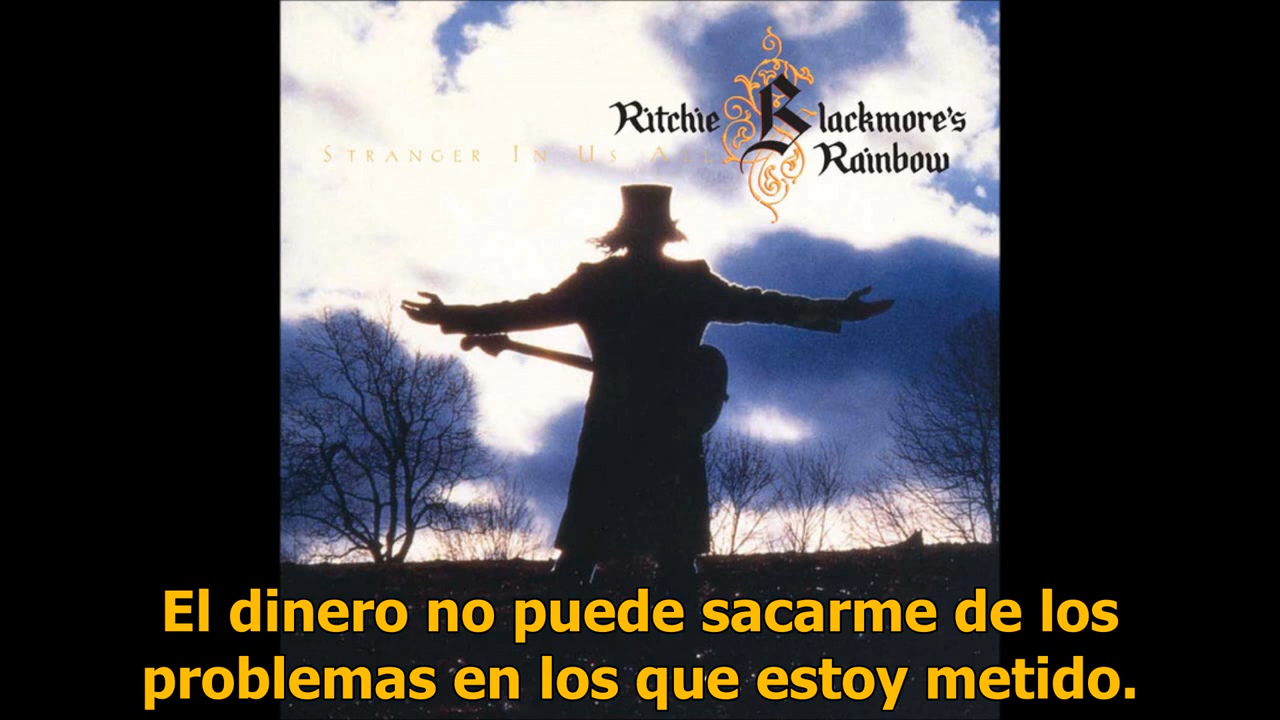 Ritchie Blackmore's
Rainbow
STRANGER IN US ALL
El dinero no puede sacarme de los
problemas en los que estoy metido.